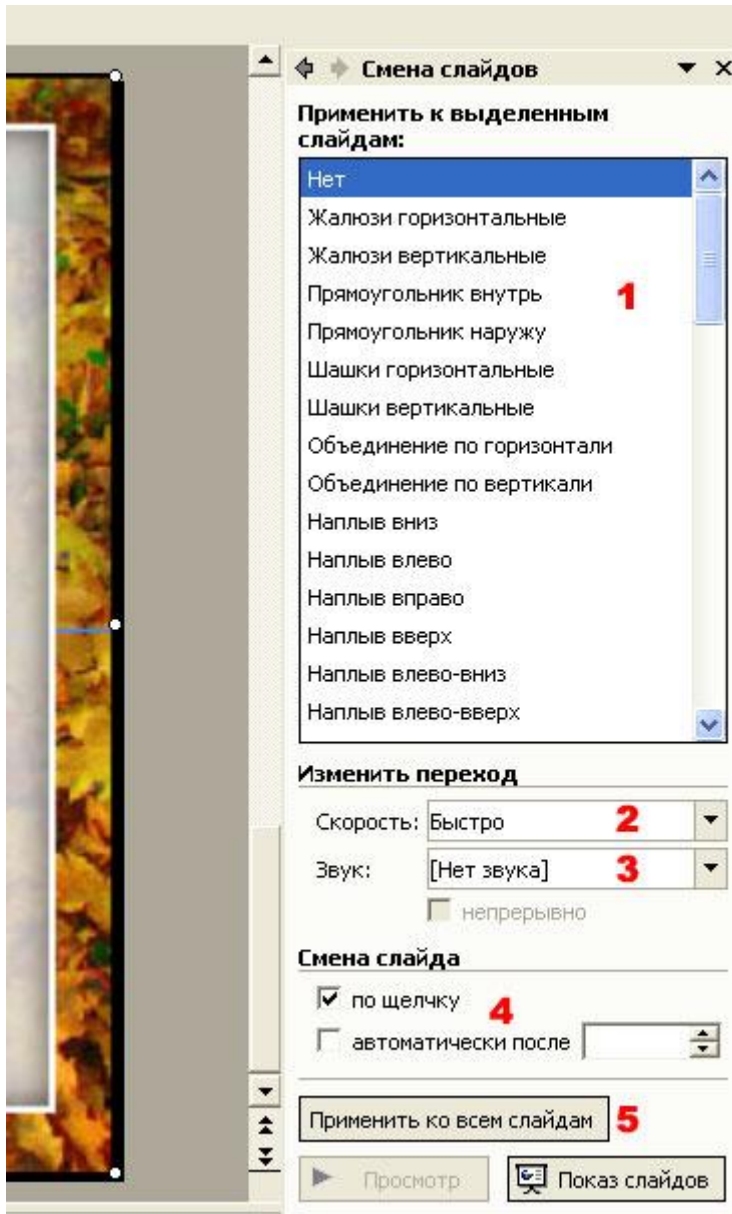 Смена слайдов
Применить к выделенным
слайдам:
Нет
Жалюзи горизонтальные
Жалюзи вертикальные
Прямоугольник внутрь 1
Прямоугольник наружу
Шашки горизонтальные
Шашки вертикальные
Объединение по горизонтали
Объединение по вертикали
Наплыв вниз
Наплыв влево
Наплыв вправо
Наплыв вверх
Наплыв влево-вниз
Наплыв влево-вверх
Изменить переход
Скорость: Быстро 2
Звук: [Нет звука] 3
непрерывно
Смена слайда
по щелчку 4
автоматически после
Применить ко всем слайдам 5
Просмотр Показ слайдов